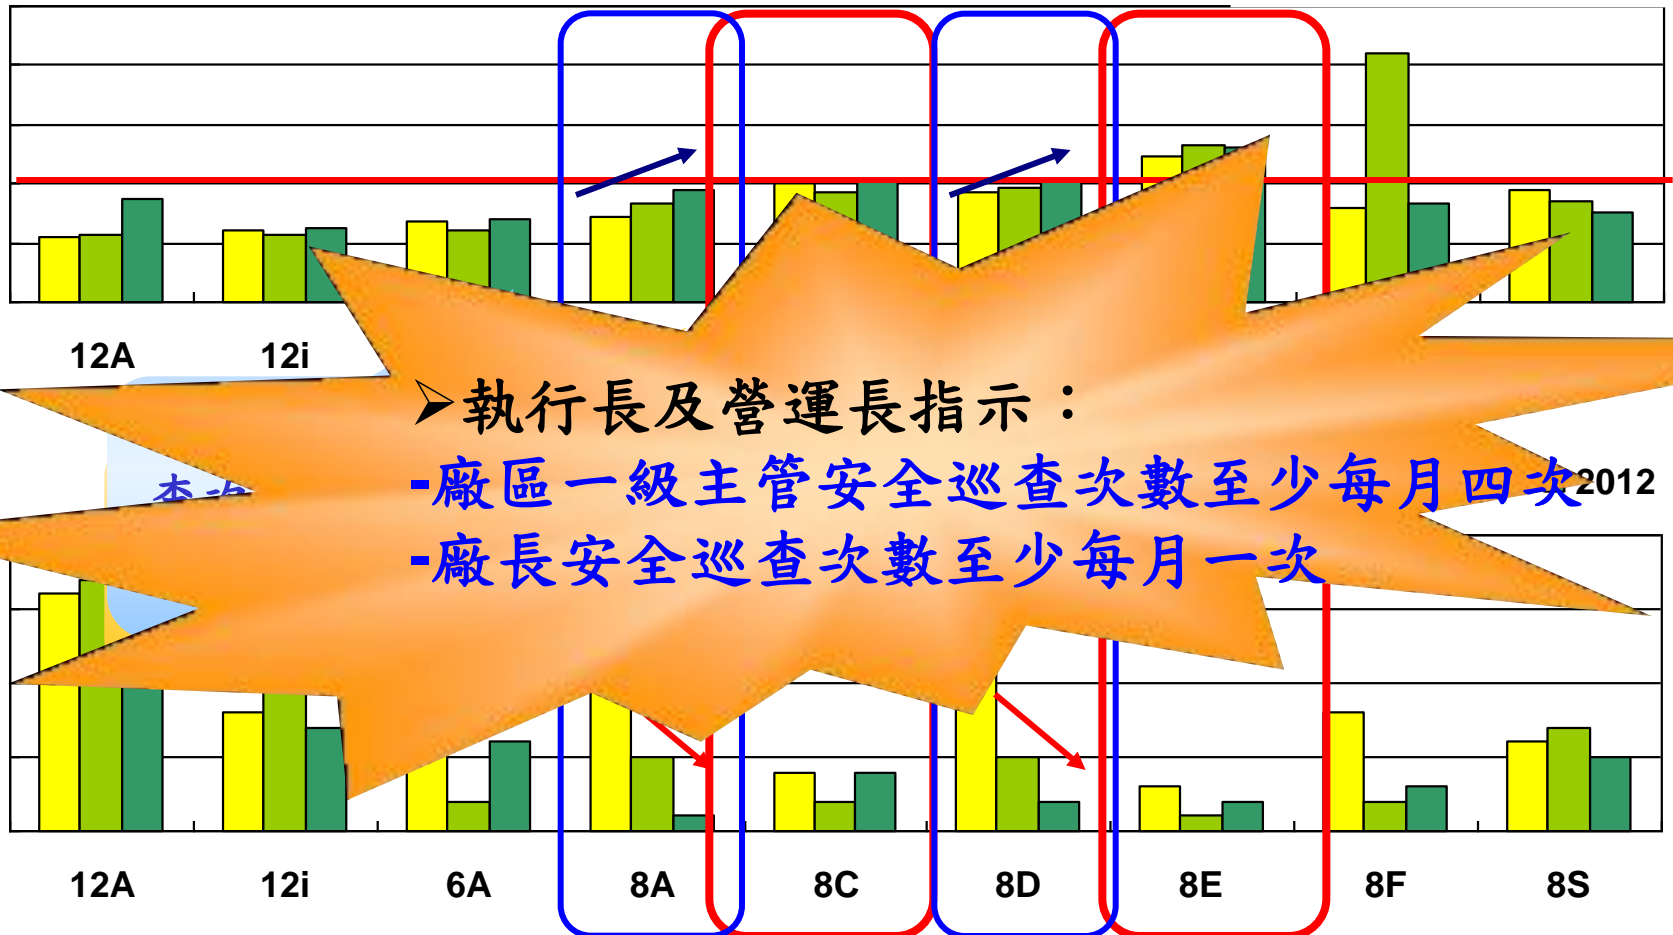 12A 12i
➢執行長及營運長指示：
-廠區一級主管安全巡查次數至少每月四次
2012
-廠長安全巡查次數至少每月一次
12A 12i 6A 8A 8C 8D 8E 8F 8S